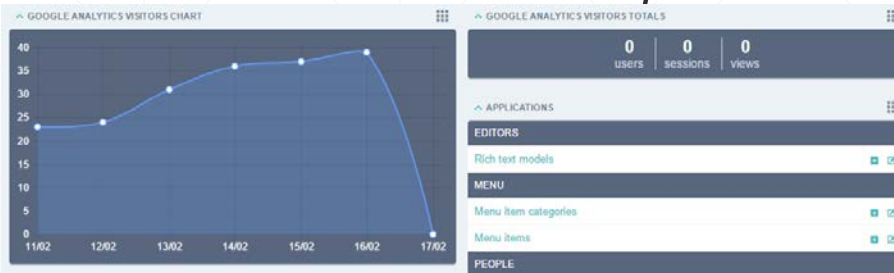 GOOGLE ANALYTICS VISITORS CHART
40
35
30
25
20
15
10
5
0
11/02 12/02 13/02 14/02 15/02 16/02 17/02
GOOGLE ANALYTICS VISITORS TOTALS
0 0 0
users sessions views
APPLICATIONS
EDITORS
Rich text models
MENU
Menu item categories
Menu items
PEOPLE